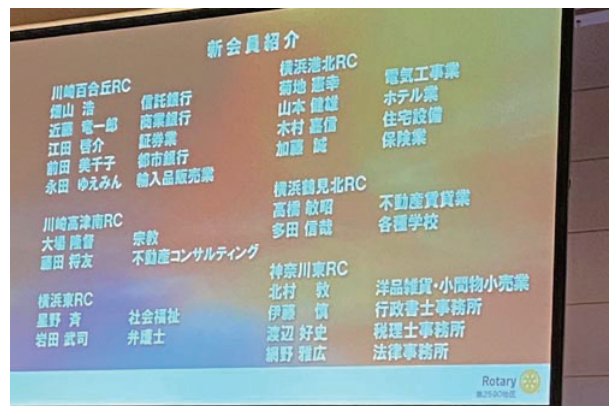 新会員紹介
川崎百合丘RC
畑山 浩 信託銀行
近藤 竜一郎 商業銀行
江田 啓介 証券業
前田 美千子 都市銀行
永田 ゆえみん 輸入品販売業
川崎高津南RC
大場 隆督 宗教
蓮田 将友 不動産コンサルティング
横浜東RC
星野 斉 社会福祉
岩田 武司 弁護士
横浜港北RC
菊地 憲幸 電気工事業
山本 健雄 ホテル業
木村 嘉信 住宅設備
加藤 誠 保険業
横浜鶴見北RC
高橋 敏昭 不動産賃貸業
多田 信哉 各種学校
神奈川東RC
北村 敦 洋品雑貨・小間物小売業
伊藤 慎 行政書士事務所
渡辺 好史 税理士事務所
網野 雅広 法律事務所
Rotary
第2590地区